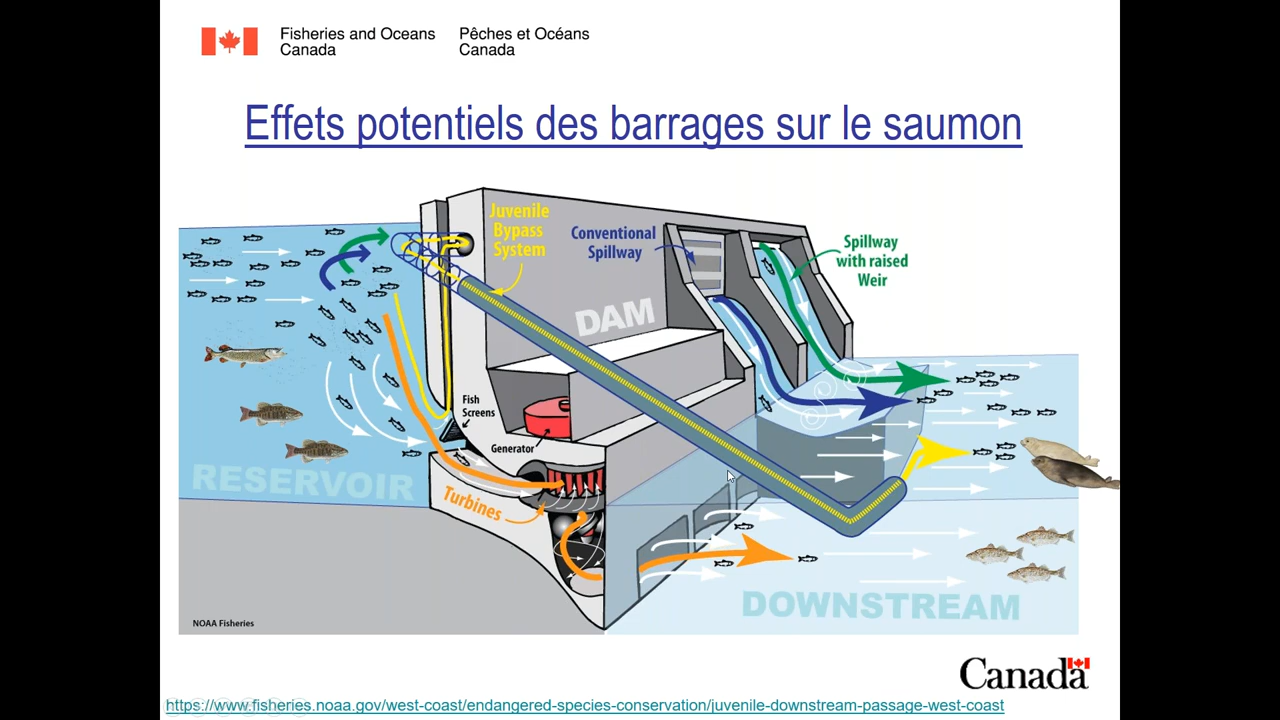 Fisheries and Oceans
Canada
Pêches et Océans
Canada
Effets potentiels des barrages sur le saumon
Juvenile
Bypass
System
Conventional
Spillway
Spillway
with raised
Weir
DAM
Fish
Screens
Generator
RESERVOIR
Turbines
DOWNSTREAM
NOAA Fisheries
Canada
https://www.fisheries.noaa.gov/west-coast/endangered-species-conservation/juvenile-downstream-passage-west-coast